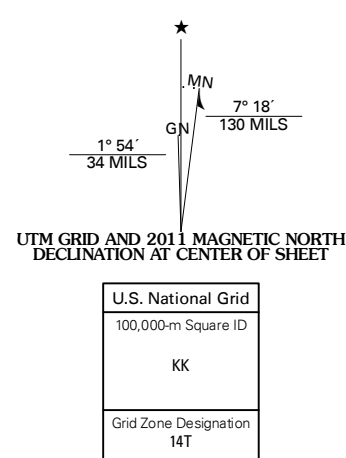 ★
MN
7° 18´
130 MILS
GN
1° 54´
34 MILS
UTM GRID AND 2011 MAGNETIC NORTH
DECLINATION AT CENTER OF SHEET
U.S. National Grid
100,000-m Square ID
KK
Grid Zone Designation
14T